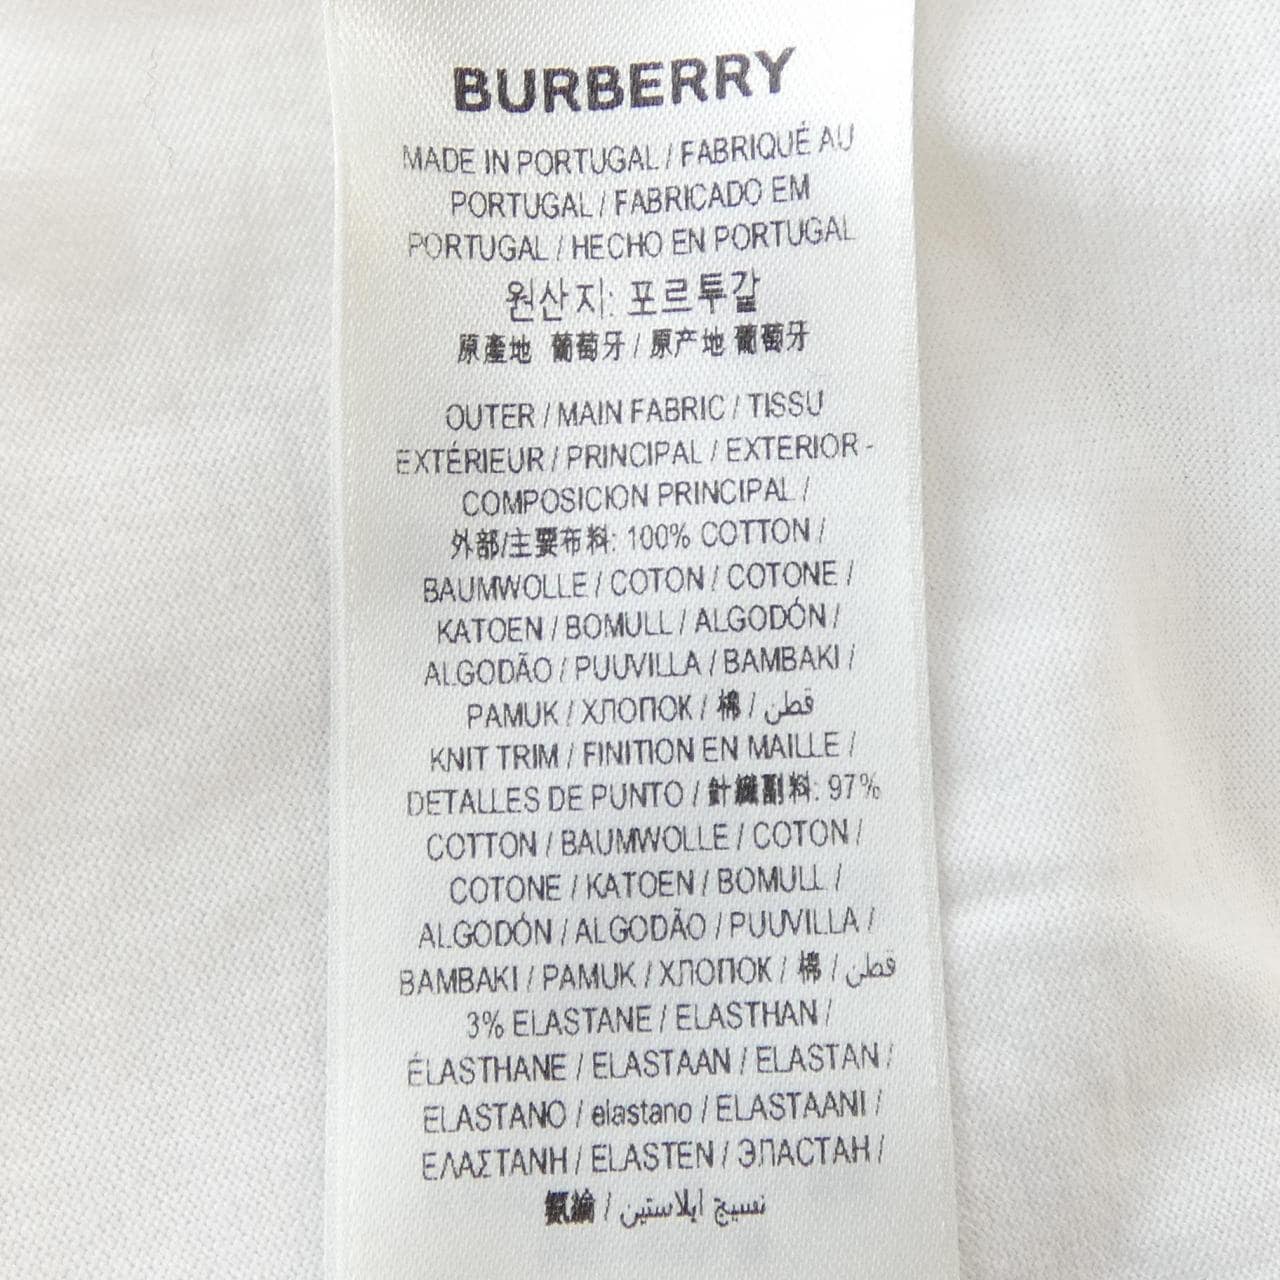 BURBERRY
MADE IN PORTUGAL / FABRIQUÉ AU
PORTUGAL / FABRICADO EM
PORTUGAL / HECHO EN PORTUGAL
원산지: 포르투갈
原產地 葡萄牙 / 原产地 葡萄牙
OUTER / MAIN FABRIC / TISSU
EXTÉRIEUR / PRINCIPAL / EXTERIOR -
COMPOSICION PRINCIPAL /
外部/主要布料: 100% COTTON /
BAUMWOLLE / COTON / COTONE /
KATOEN / BOMULL / ALGODÓN /
ALGODÃO / PUUVILLA / BAMBAKI /
PAMUK / ХЛОПОК / 棉 / قطن
KNIT TRIM / FINITION EN MAILLE /
DETALLES DE PUNTO / 針織副料: 97%
COTTON / BAUMWOLLE / COTON /
COTONE / KATOEN / BOMULL /
ALGODÓN / ALGODÃO / PUUVILLA /
BAMBAKI / PAMUK / ХЛОПОК / 棉 / قطن
3% ELASTANE / ELASTHAN /
ÉLASTHANE / ELASTAAN / ELASTAN /
ELASTANO / elastano / ELASTAANI /
ΕΛΑΣΤΑΝΗ / ELASTEN / ЭЛАСТАН /
氨綸 / نسيج ايلاستين